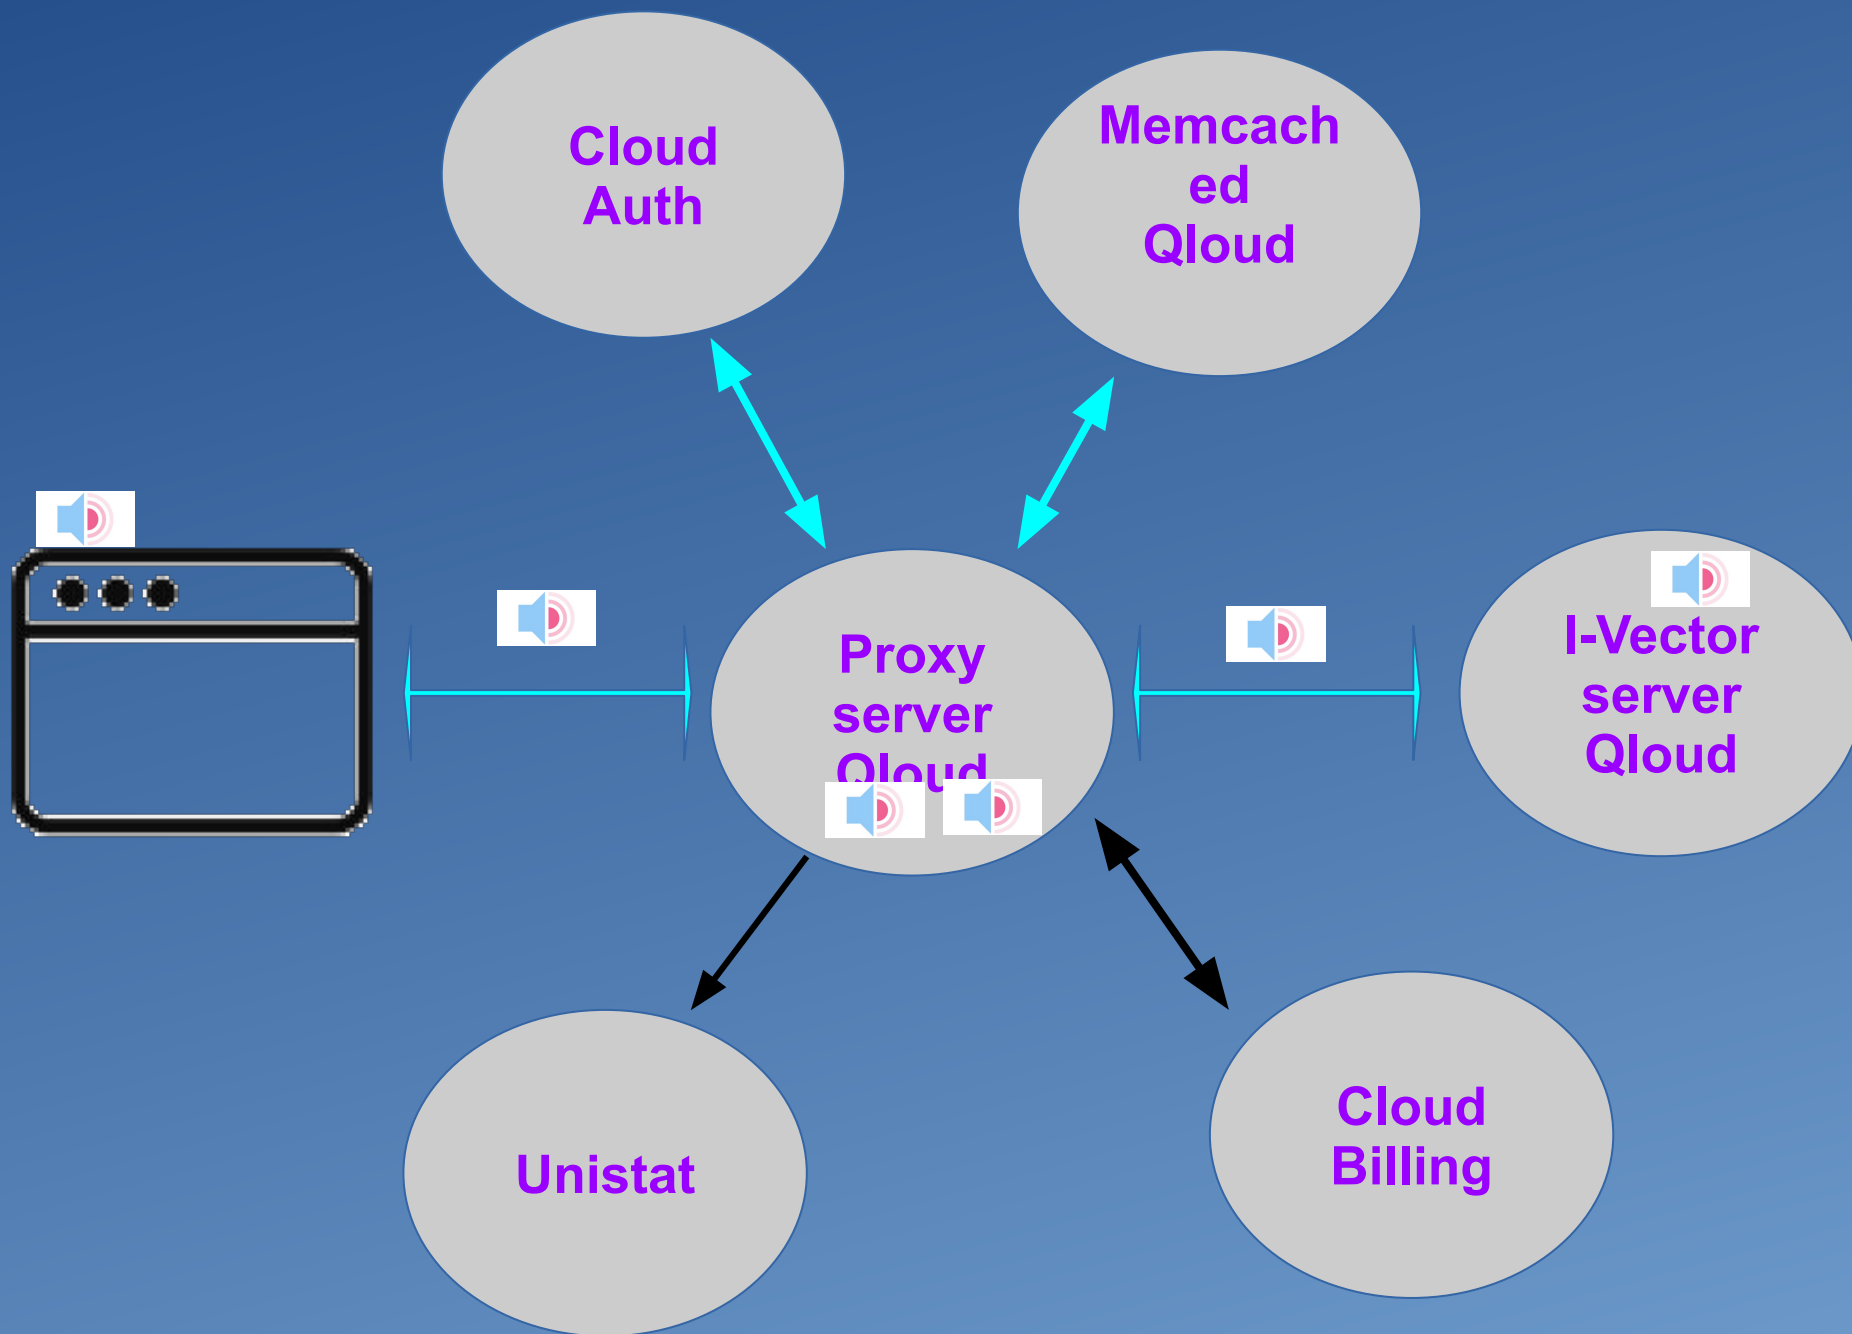 Cloud
Auth
Memcach
ed
Qloud
Proxy
server
Qloud
I-Vector
server
Qloud
Unistat
Cloud
Billing